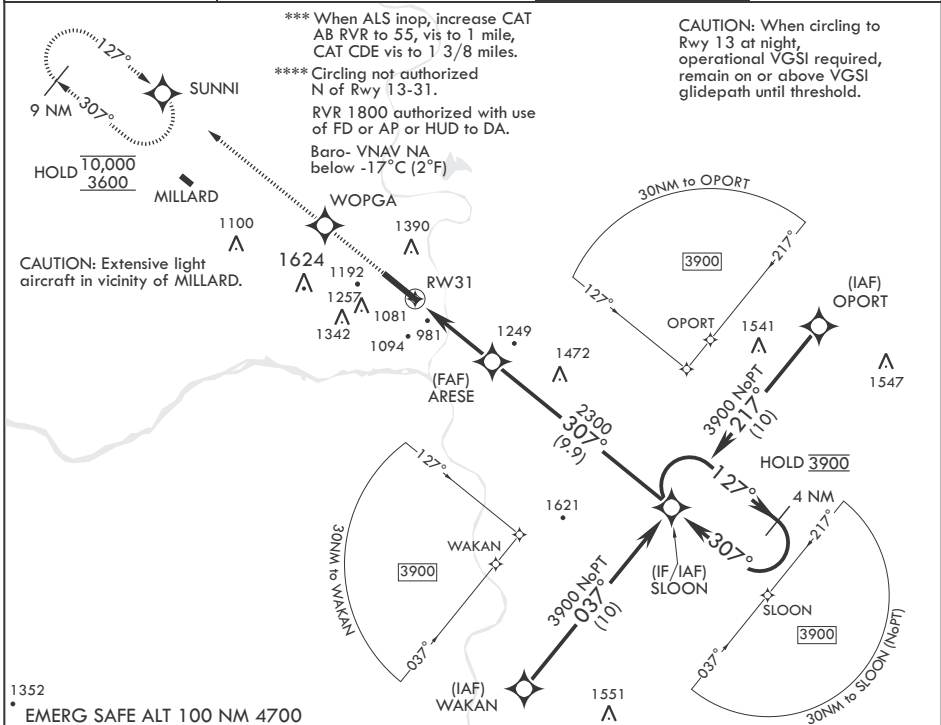 *** When ALS inop, increase CAT
AB RVR to 55, vis to 1 mile,
CAT CDE vis to 1 3/8 miles.
**** Circling not authorized
N of Rwy 13-31.
RVR 1800 authorized with use
of FD or AP or HUD to DA.
Baro- VNAV NA
below -17°C (2°F)
CAUTION: When circling to
Rwy 13 at night,
operational VGSI required,
remain on or above VGSI
glidepath until threshold.
127°
SUNNI
9 NM
307°
HOLD 10,000
3600
MILLARD
WOPGA
1100
1390
1624
CAUTION: Extensive light
aircraft in vicinity of MILLARD.
1192
RW31
1257
1081
1342
981
1094
1249
(FAF)
ARESE
1472
30NM to OPORT
3900
217°
127°
OPORT
(IAF)
OPORT
1541
1547
3900 NoPT
217°
(10)
2300
307°
(9.9)
HOLD 3900
127°
4 NM
307°
(IF/IAF)
SLOON
1621
127°
WAKAN
3900
30NM to WAKAN
037°
3900 NoPT
037°
(10)
(IAF)
WAKAN
217°
SLOON
3900
037°
30NM to SLOON (NoPT)
1551
1352
EMERG SAFE ALT 100 NM 4700